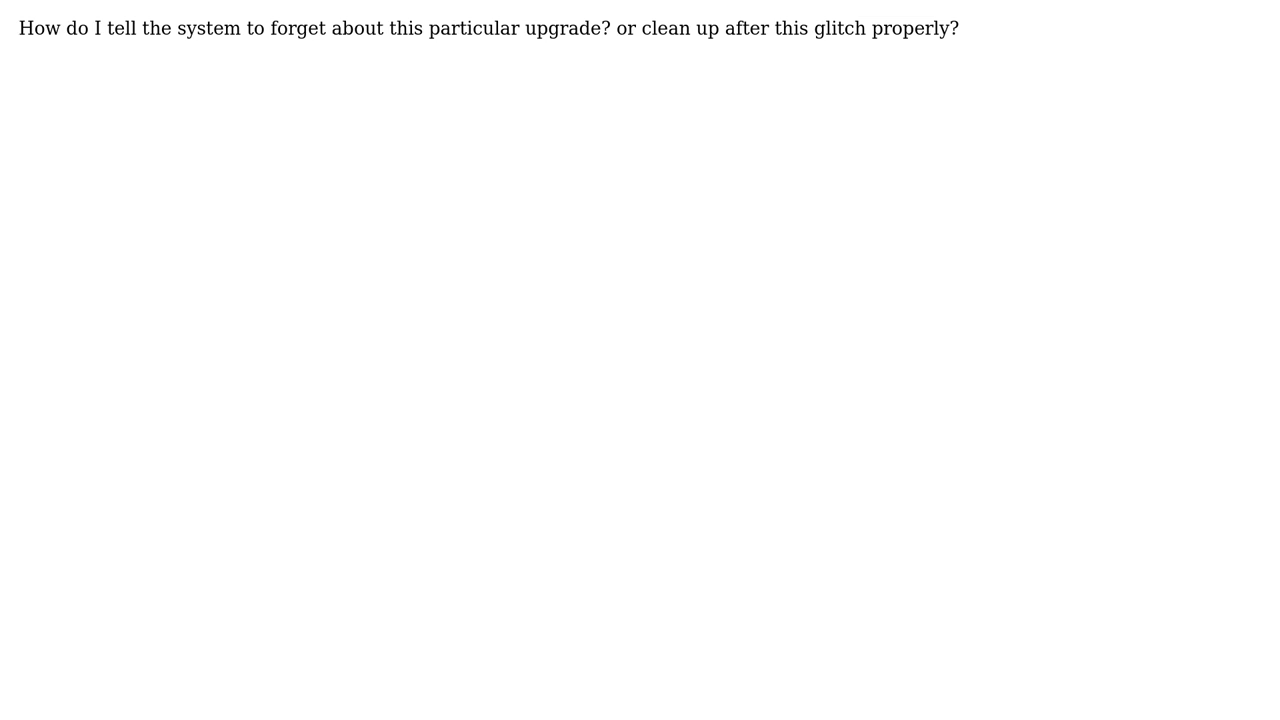 How do I tell the system to forget about this particular upgrade? or clean up after this glitch properly?